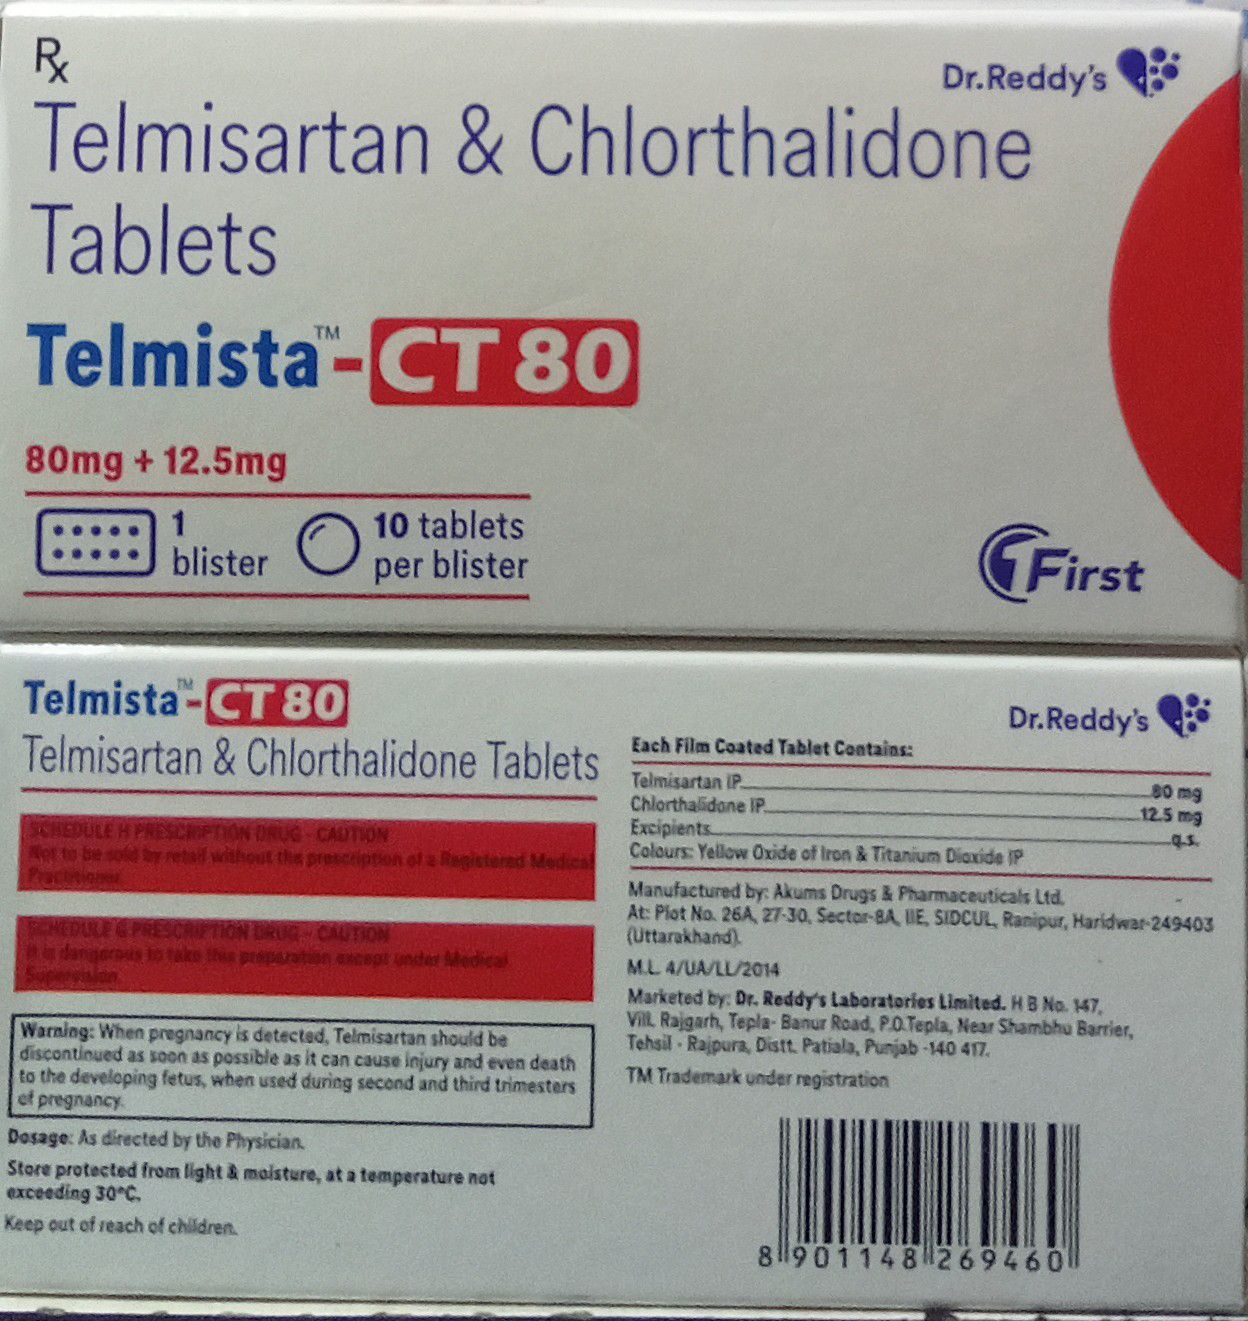 Rx
Dr.Reddy's
Telmisartan & Chlorthalidone
Tablets
Telmista™-CT 80
80mg + 12.5mg
1
blister
10 tablets
per blister
First
Telmista™-CT 80
Telmisartan & Chlorthalidone Tablets
SCHEDULE H PRESCRIPTION DRUG - CAUTION
Not to be sold by retail without the prescription of a Registered Medical
Practitioner.
SCHEDULE G PRESCRIPTION DRUG - CAUTION
It is dangerous to take this preparation except under Medical
Supervision.
Warning: When pregnancy is detected, Telmisartan should be
discontinued as soon as possible as it can cause injury and even death
to the developing fetus, when used during second and third trimesters
of pregnancy.
Dosage: As directed by the Physician.
Store protected from light & moisture, at a temperature not
exceeding 30°C.
Keep out of reach of children.
Dr.Reddy's
Each Film Coated Tablet Contains:
Telmisartan IP 80 mg
Chlorthalidone IP 12.5 mg
Excipients q.s.
Colours: Yellow Oxide of Iron & Titanium Dioxide IP
Manufactured by: Akums Drugs & Pharmaceuticals Ltd.
At: Plot No. 26A, 27-30, Sector-8A, IIE, SIDCUL, Ranipur, Haridwar-249403
(Uttarakhand).
M.L. 4/UA/LL/2014
Marketed by: Dr. Reddy's Laboratories Limited. H B No. 147,
Vill. Rajgarh, Tepla- Banur Road, P.O.Tepla, Near Shambhu Barrier,
Tehsil - Rajpura, Distt. Patiala, Punjab -140 417.
TM Trademark under registration
8 901148 269460